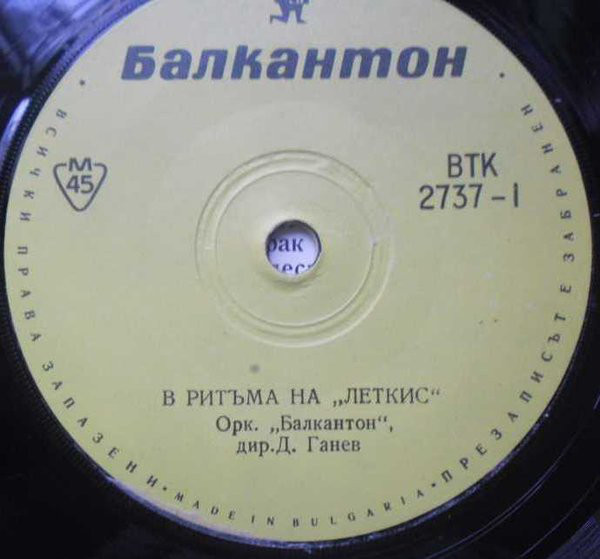 Балкантон
М
45
ВТК
2737-I
рак
В РИТЪМА НА „ЛЕТКИС“
Орк. „Балкантон“,
дир.Д. Ганев
ВСИЧКИ ПРАВА ЗАПАЗЕНИ • MADE IN BULGARIA • ПРЕЗАПИСЪТ Е ЗАБРАНЕН